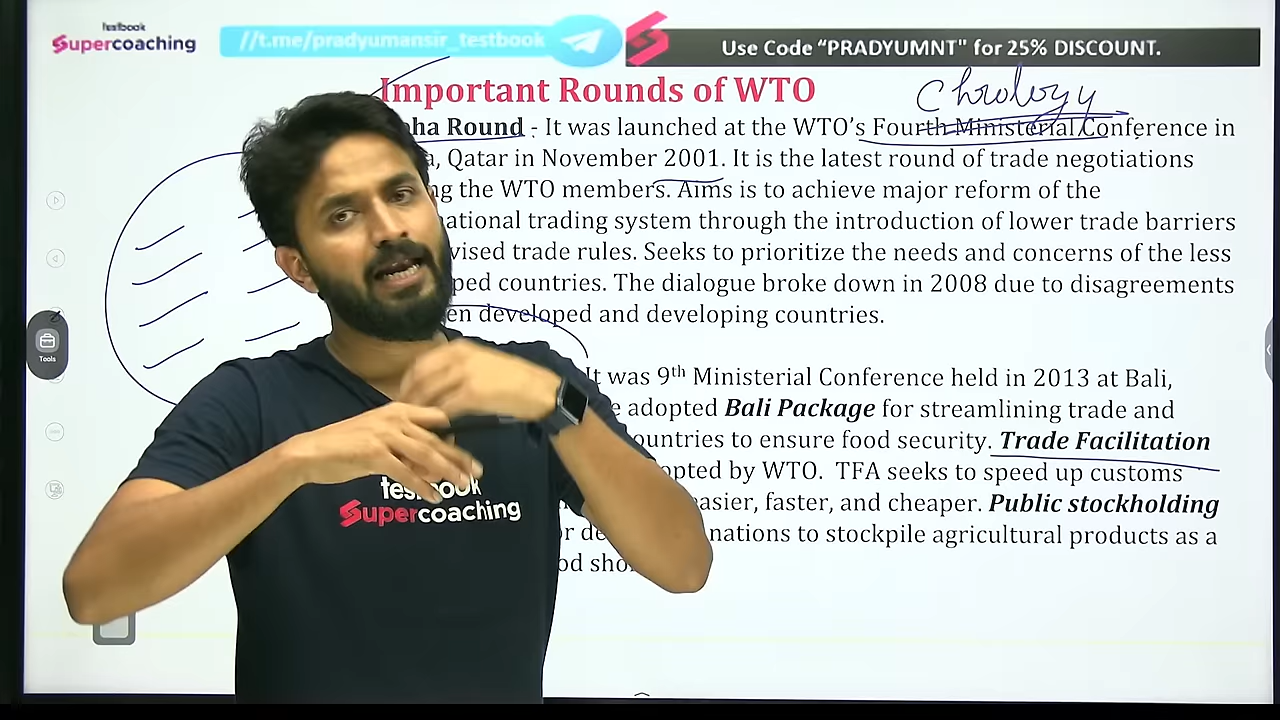 testbook
Supercoaching
//t.me/pradyumansir_testbook
Use Code “PRADYUMNT" for 25% DISCOUNT.
Important Rounds of WTO
Chrology
ha Round - It was launched at the WTO’s Fourth Ministerial Conference in
a, Qatar in November 2001. It is the latest round of trade negotiations
ng the WTO members. Aims is to achieve major reform of the
national trading system through the introduction of lower trade barriers
vised trade rules. Seeks to prioritize the needs and concerns of the less
ped countries. The dialogue broke down in 2008 due to disagreements
en developed and developing countries.
It was 9th Ministerial Conference held in 2013 at Bali,
e adopted Bali Package for streamlining trade and
ountries to ensure food security. Trade Facilitation
opted by WTO. TFA seeks to speed up customs
easier, faster, and cheaper. Public stockholding
or de nations to stockpile agricultural products as a
od sho
Tools
testbook
Supercoaching